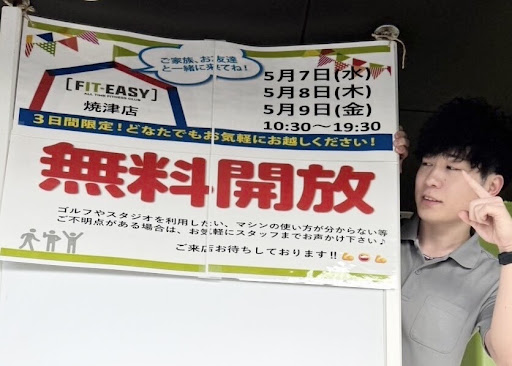 ご家族、お友達
と一緒に来てね！
[FIT-EASY]
ALL TIME FITNESS CLUB
焼津店
5月7日(水)
5月8日(木)
5月9日(金)
10:30～19:30
3日間限定！どなたでもお気軽にお越しください！
無料開放
ゴルフやスタジオを利用したい、マシンの使い方が分からない等
ご不明点がある場合は、お気軽にスタッフまでお声かけ下さい♪
ご来店お待ちしております!!💪😁💪